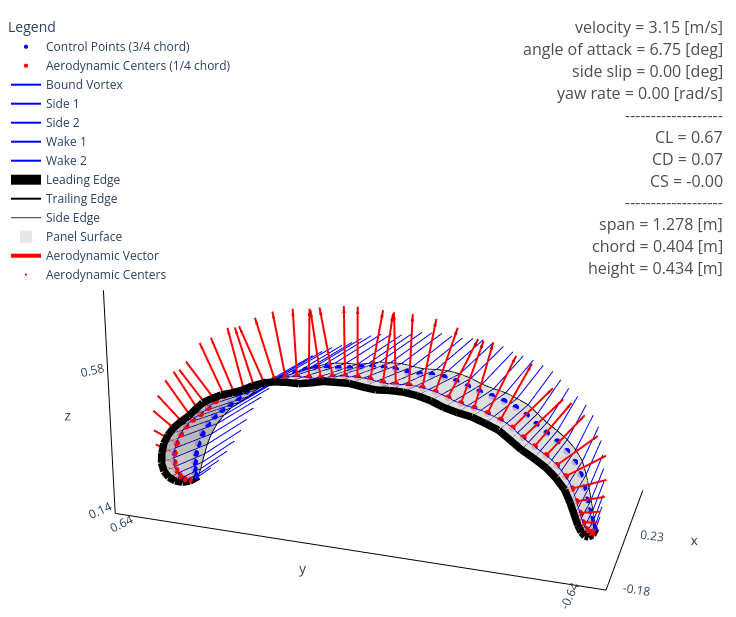 Legend
Control Points (3/4 chord)
Aerodynamic Centers (1/4 chord)
Bound Vortex
Side 1
Side 2
Wake 1
Wake 2
Leading Edge
Trailing Edge
Side Edge
Panel Surface
Aerodynamic Vector
Aerodynamic Centers
velocity = 3.15 [m/s]
angle of attack = 6.75 [deg]
side slip = 0.00 [deg]
yaw rate = 0.00 [rad/s]
-------------------
CL = 0.67
CD = 0.07
CS = -0.00
-------------------
span = 1.278 [m]
chord = 0.404 [m]
height = 0.434 [m]
0.58
z
0.14
0.64
y
-0.64
-0.18
0.23
x